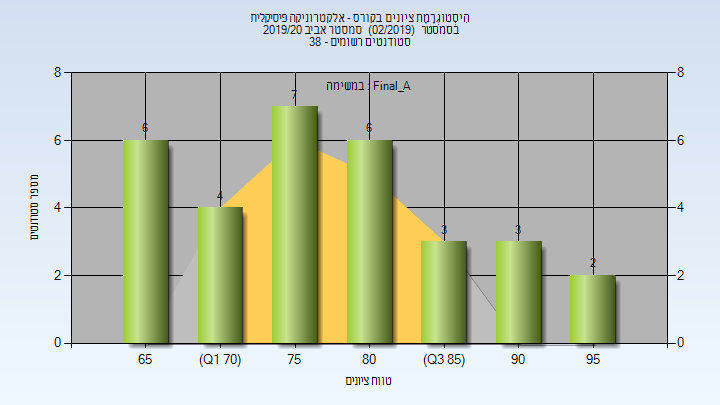 היסטוגרמת ציונים בקורס - אלקטרוניקה פיסיקלית
בסמסטר (02/2019) סמסטר אביב 2019/20
סטודנטים רשומים - 38
במשימה : Final_A
8 8
6 6
4 4
2 2
0 0
6 4 7 6 3 3 2
65 (Q1 70) 75 80 (Q3 85) 90 95
מספר סטודנטים
טווח ציונים